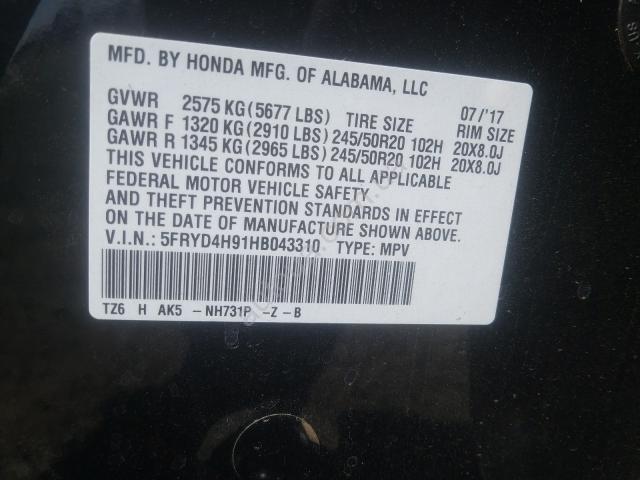 MFD. BY HONDA MFG. OF ALABAMA, LLC
07/'17
GVWR 2575 KG (5677 LBS) TIRE SIZE RIM SIZE
GAWR F 1320 KG (2910 LBS) 245/50R20 102H 20X8.0J
GAWR R 1345 KG (2965 LBS) 245/50R20 102H 20X8.0J
THIS VEHICLE CONFORMS TO ALL APPLICABLE
FEDERAL MOTOR VEHICLE SAFETY
AND THEFT PREVENTION STANDARDS IN EFFECT
ON THE DATE OF MANUFACTURE SHOWN ABOVE.
V.I.N.: 5FRYD4H91HB043310 TYPE: MPV
TZ6 H AK5 -NH731P -Z-B